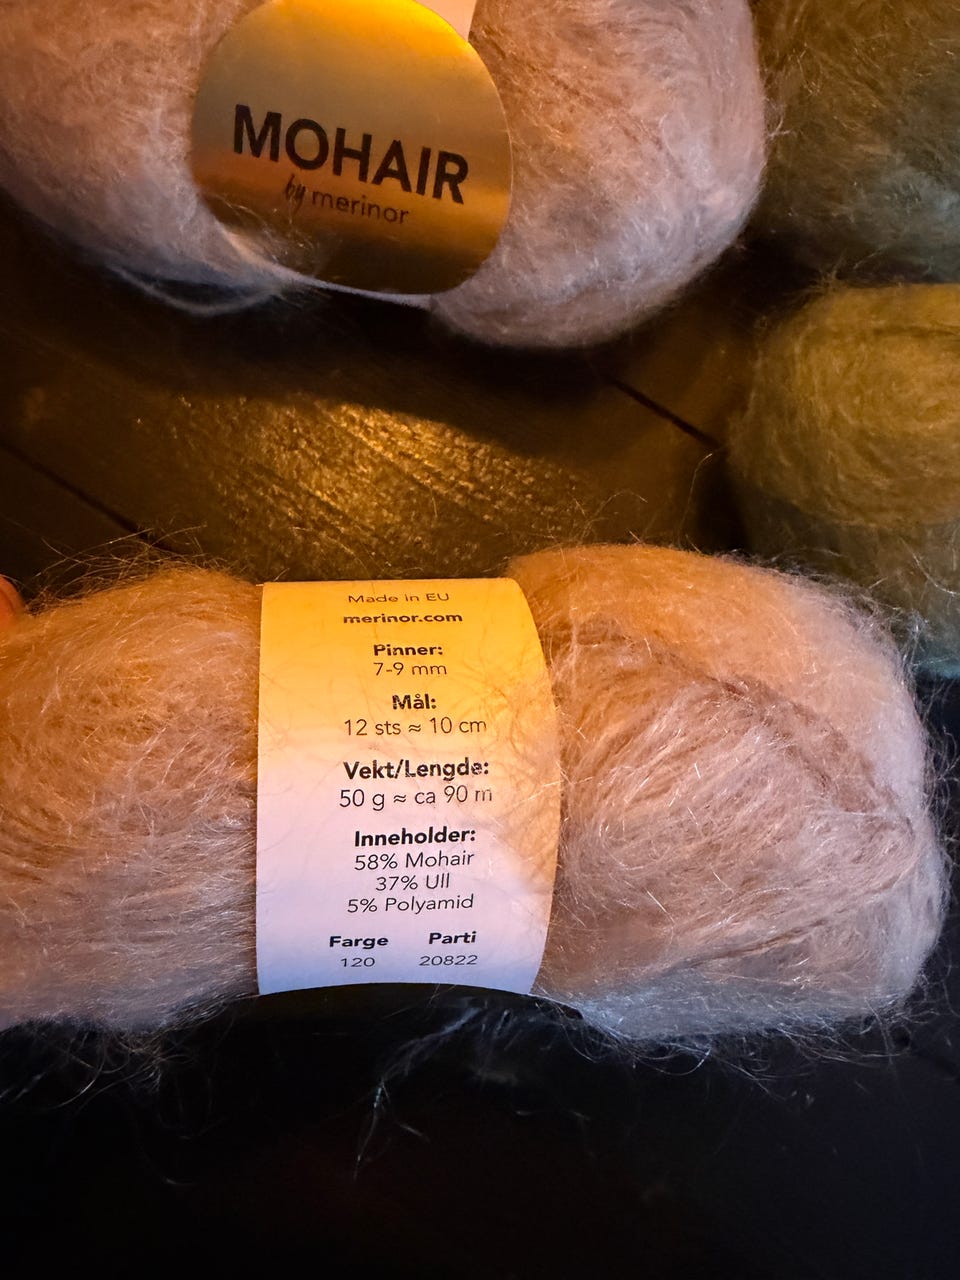 MOHAIR
by merinor
Made in EU
merinor.com
Pinner:
7-9 mm
Mål:
12 sts ≈ 10 cm
Vekt/Lengde:
50 g ≈ ca 90 m
Inneholder:
58% Mohair
37% Ull
5% Polyamid
Farge Parti
120 20822